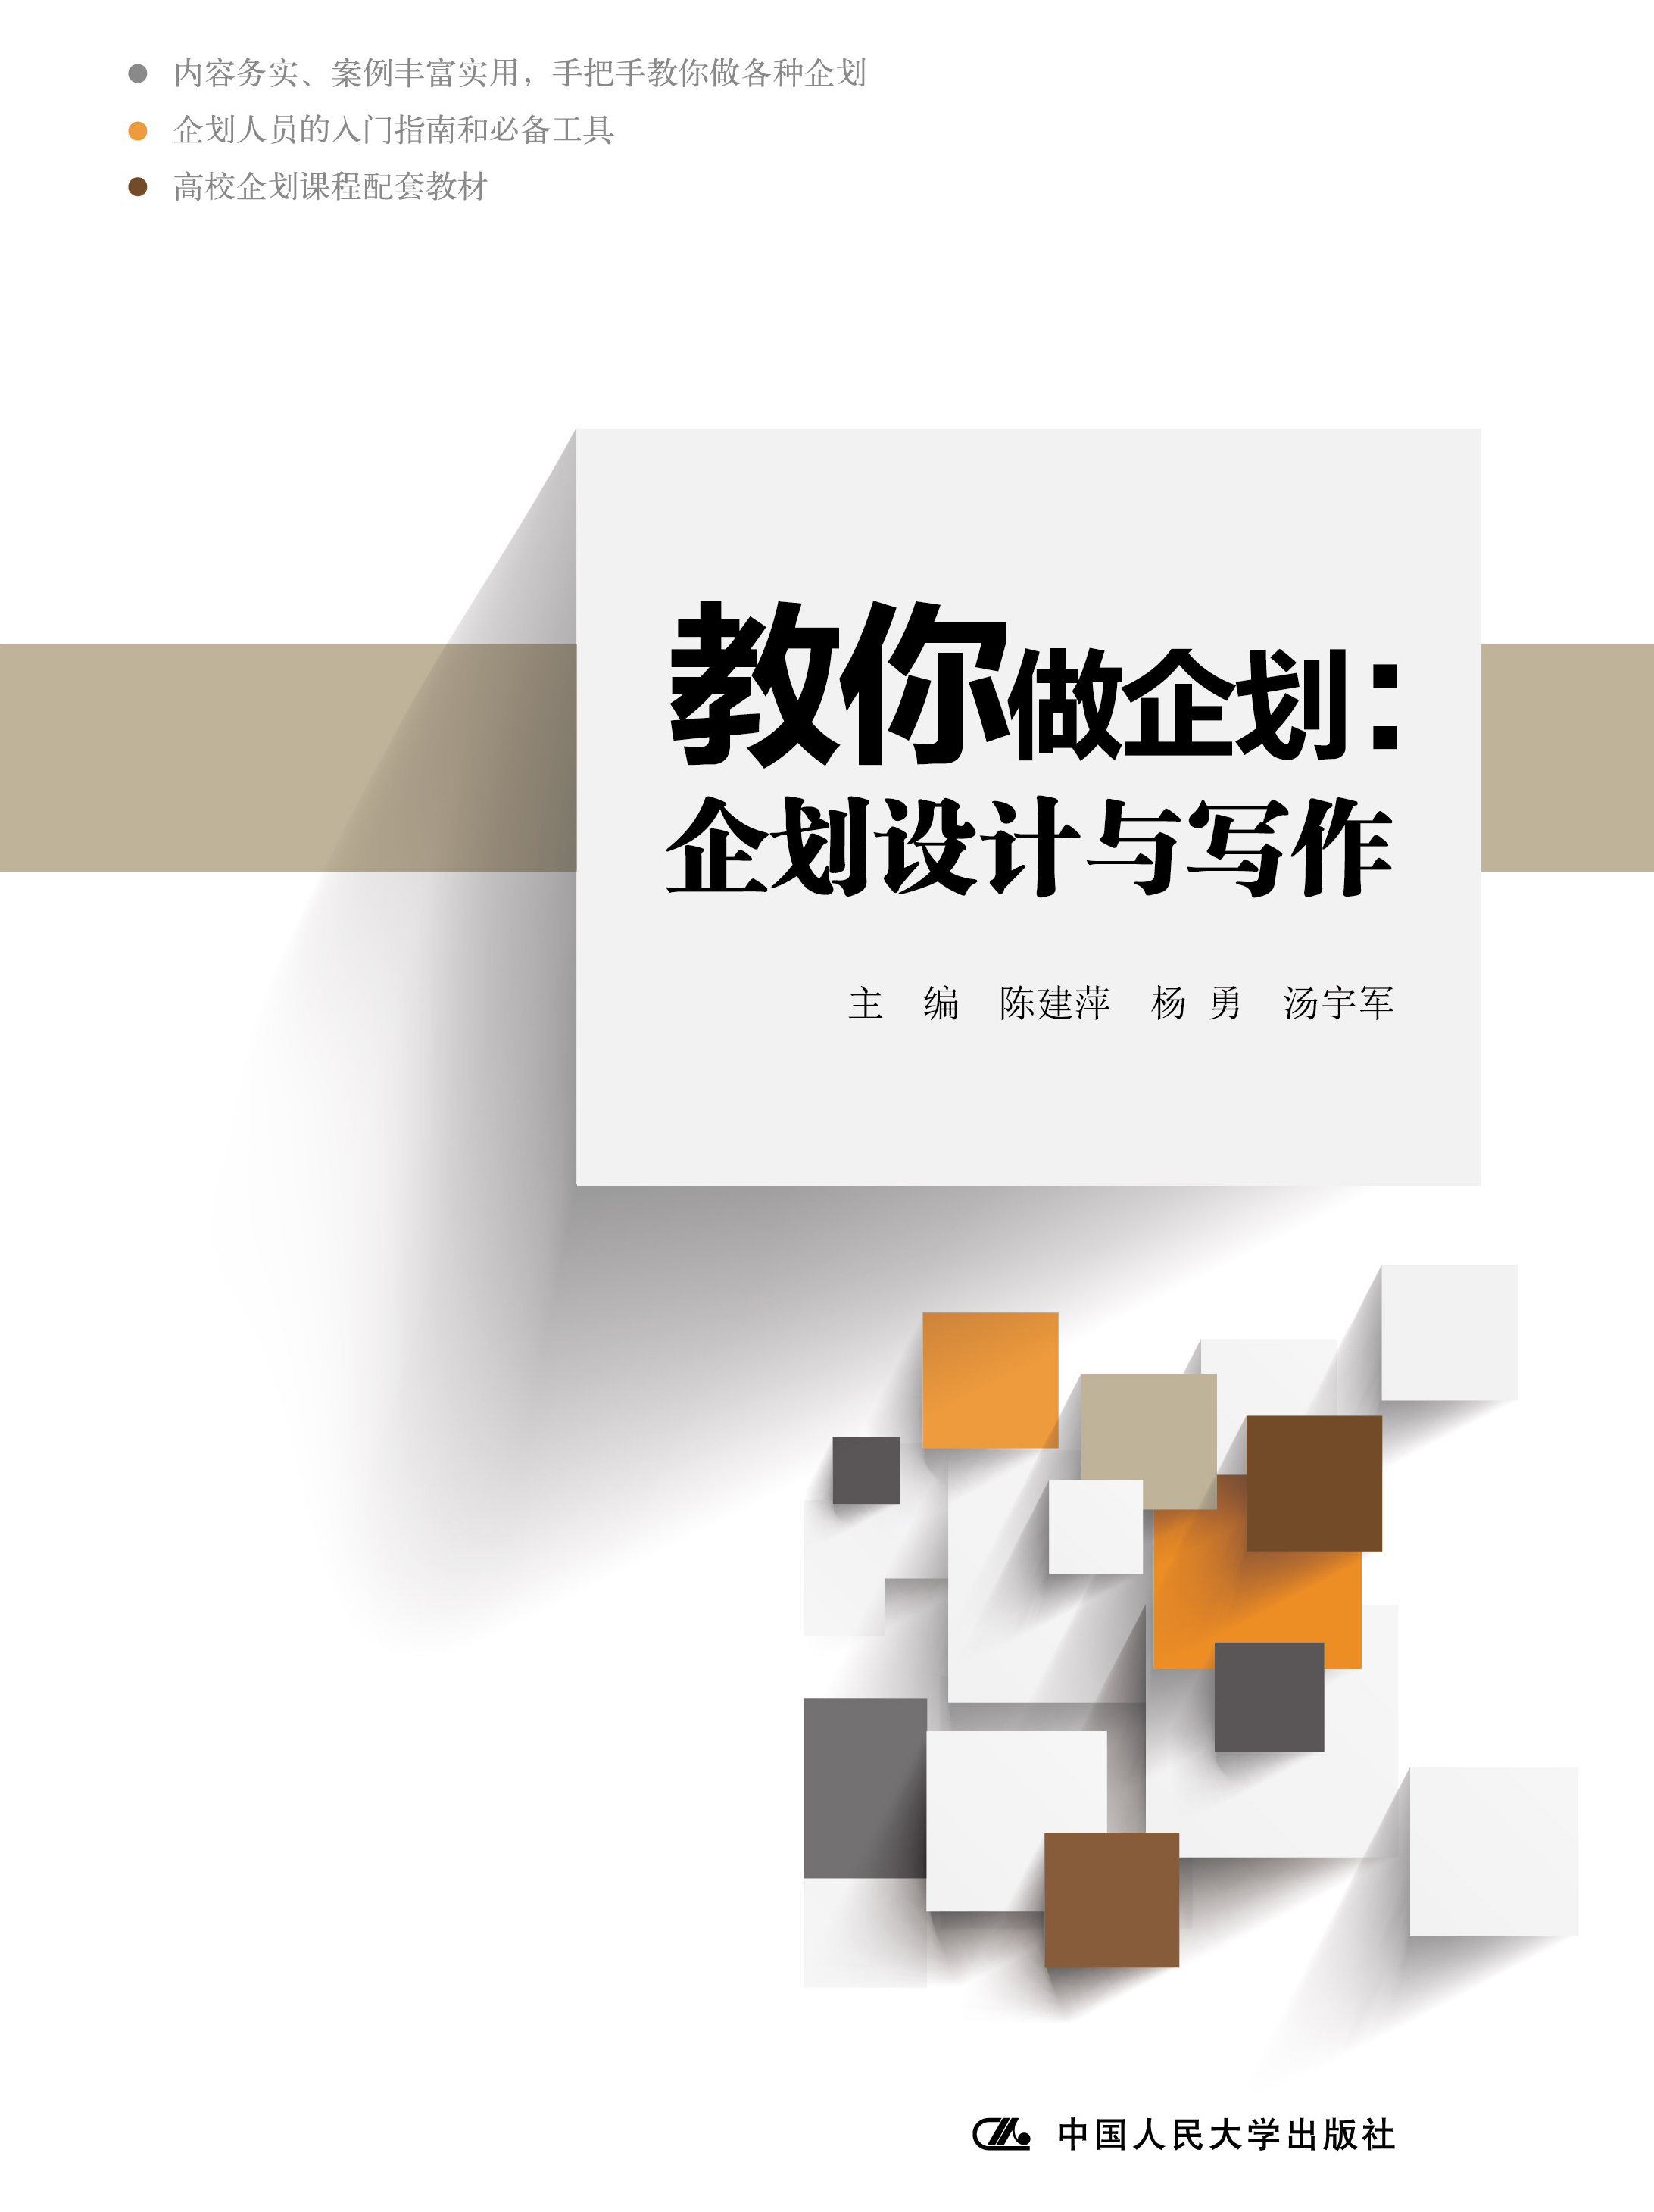 内容务实、案例丰富实用，手把手教你做各种企划
企划人员的入门指南和必备工具
高校企划课程配套教材
教你做企划：
企划设计与写作
主 编 陈建萍 杨 勇 汤宇军
中国人民大学出版社